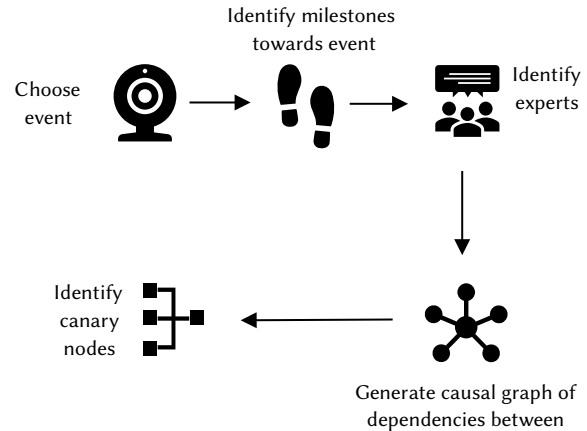 Identify milestones
towards event
Choose
event
Identify
experts
Identify
canary
nodes
Generate causal graph of
dependencies between